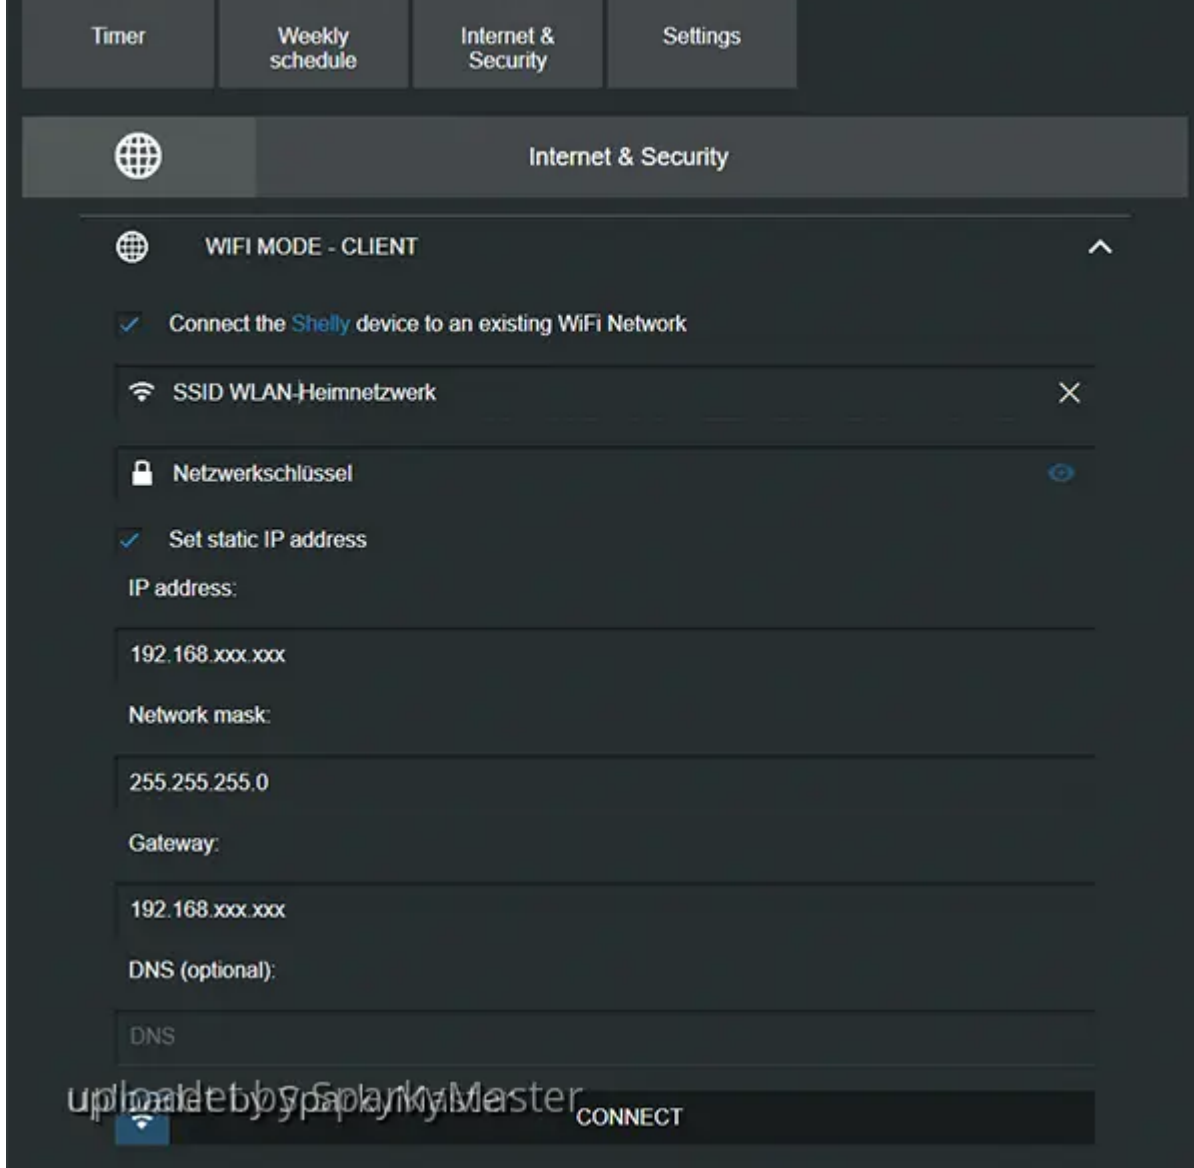 Timer
Weekly
schedule
Internet &
Security
Settings
Internet & Security
WIFI MODE - CLIENT
Connect the Shelly device to an existing WiFi Network
SSID WLAN-Heimnetzwerk
Netzwerkschlüssel
Set static IP address
IP address:
192.168.xxx.xxx
Network mask:
255.255.255.0
Gateway:
192.168.xxx.xxx
DNS (optional):
DNS
uploadet by SparkyMaster
CONNECT